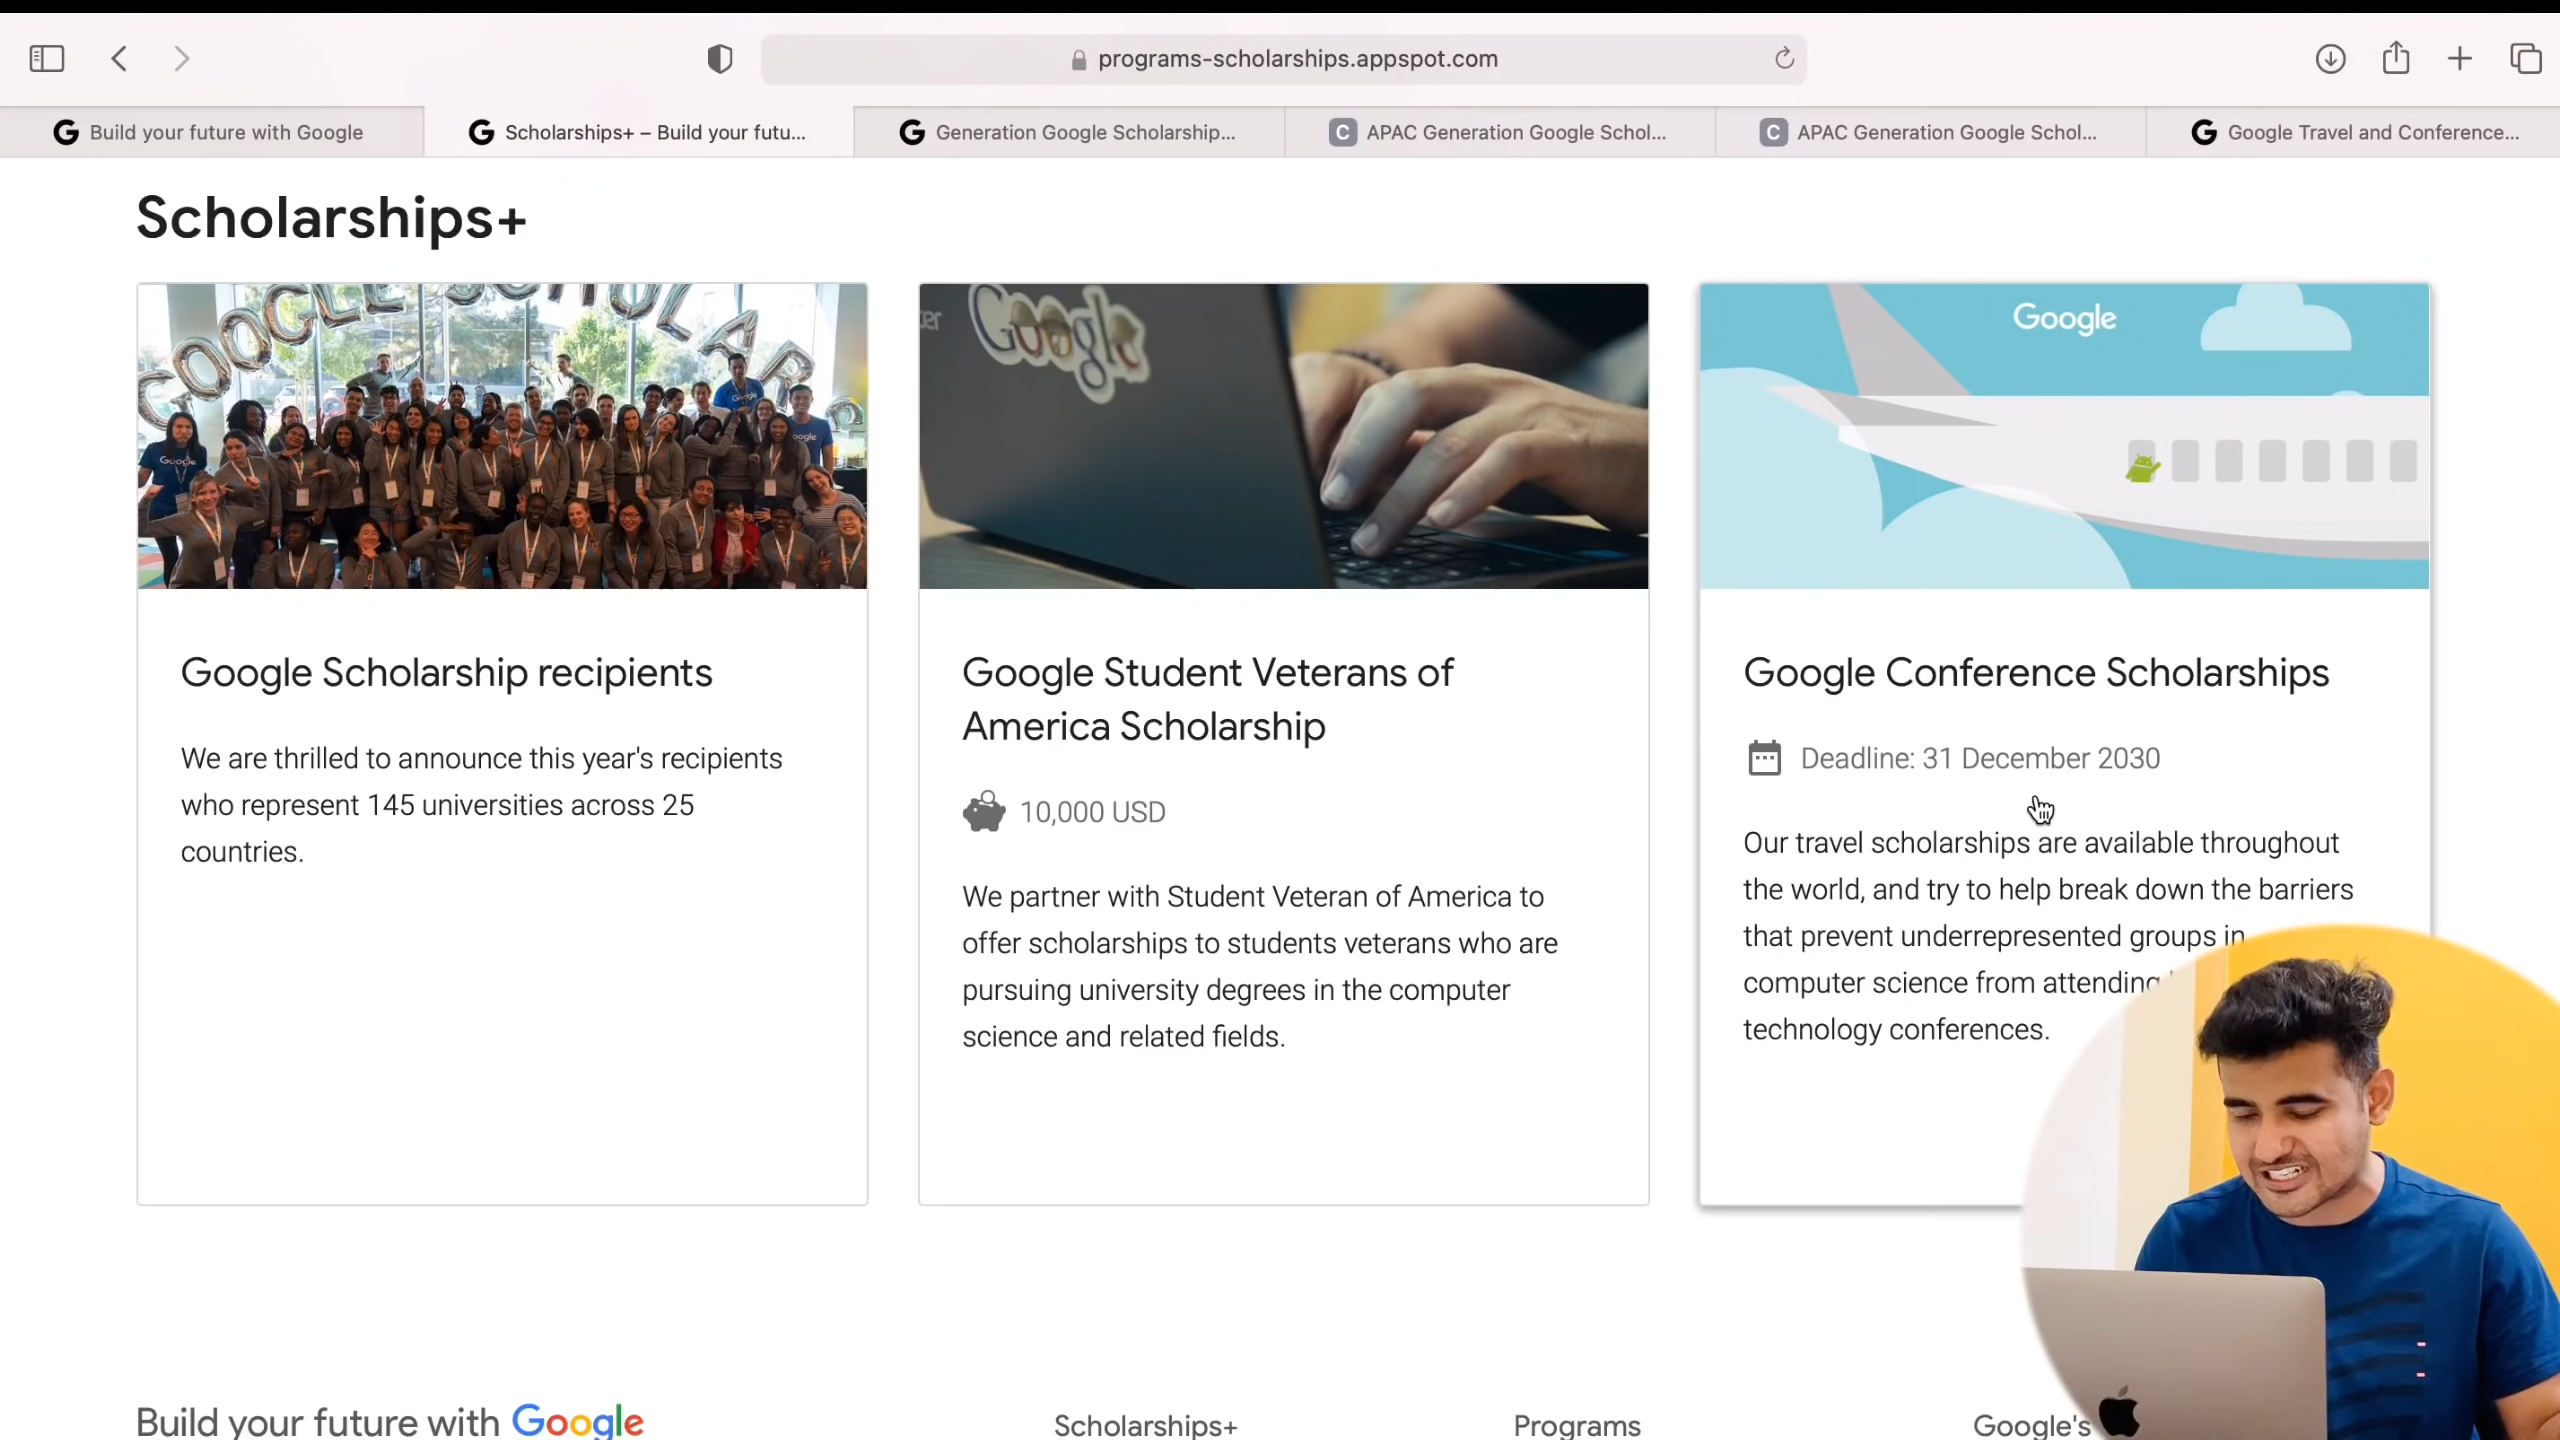 programs-scholarships.appspot.com
Build your future with Google
Scholarships+ – Build your futu...
Generation Google Scholarship...
C APAC Generation Google Schol...
C APAC Generation Google Schol...
Google Travel and Conference...
Scholarships+
GOOGLE SCHOLARS
Google
Google
Google
Google
Google Scholarship recipients
We are thrilled to announce this year's recipients
who represent 145 universities across 25
countries.
Google Student Veterans of
America Scholarship
10,000 USD
We partner with Student Veteran of America to
offer scholarships to students veterans who are
pursuing university degrees in the computer
science and related fields.
Google Conference Scholarships
Deadline: 31 December 2030
Our travel scholarships are available throughout
the world, and try to help break down the barriers
that prevent underrepresented groups in
computer science from attending
technology conferences.
Build your future with Google
Scholarships+
Programs
Google's